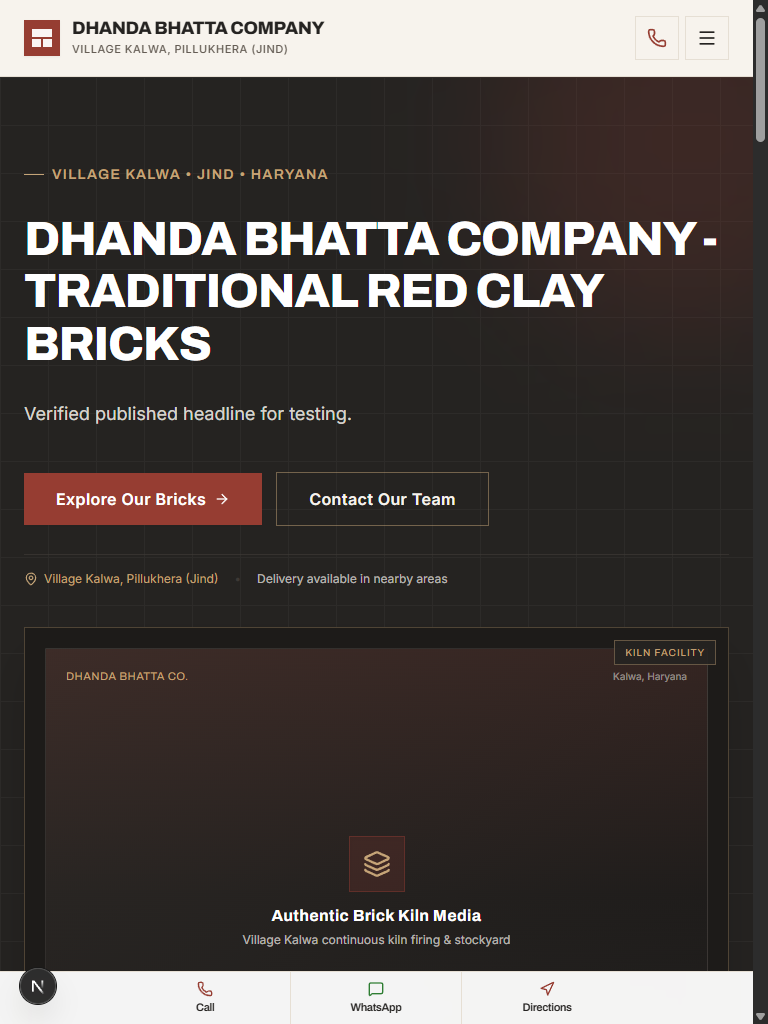 DHANDA BHATTA COMPANY
VILLAGE KALWA, PILLUKHERA (JIND)
VILLAGE KALWA • JIND • HARYANA
DHANDA BHATTA COMPANY -
TRADITIONAL RED CLAY
BRICKS
Verified published headline for testing.
Explore Our Bricks →
Contact Our Team
Village Kalwa, Pillukhera (Jind) • Delivery available in nearby areas
KILN FACILITY
DHANDA BHATTA CO.
Kalwa, Haryana
Authentic Brick Kiln Media
Village Kalwa continuous kiln firing & stockyard
N
Call
WhatsApp
Directions